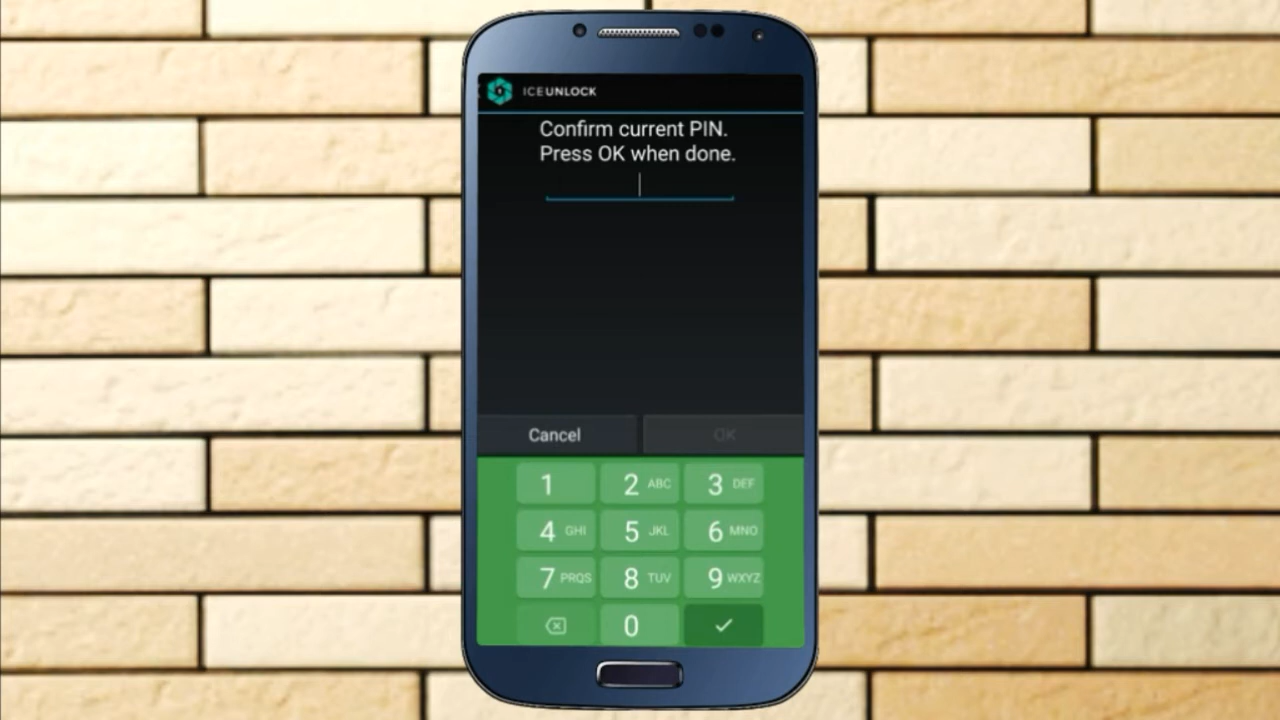 ICEUNLOCK
Confirm current PIN.
Press OK when done.
Cancel OK
1 2 ABC 3 DEF
4 GHI 5 JKL 6 MNO
7 PRQS 8 TUV 9 WXYZ
0